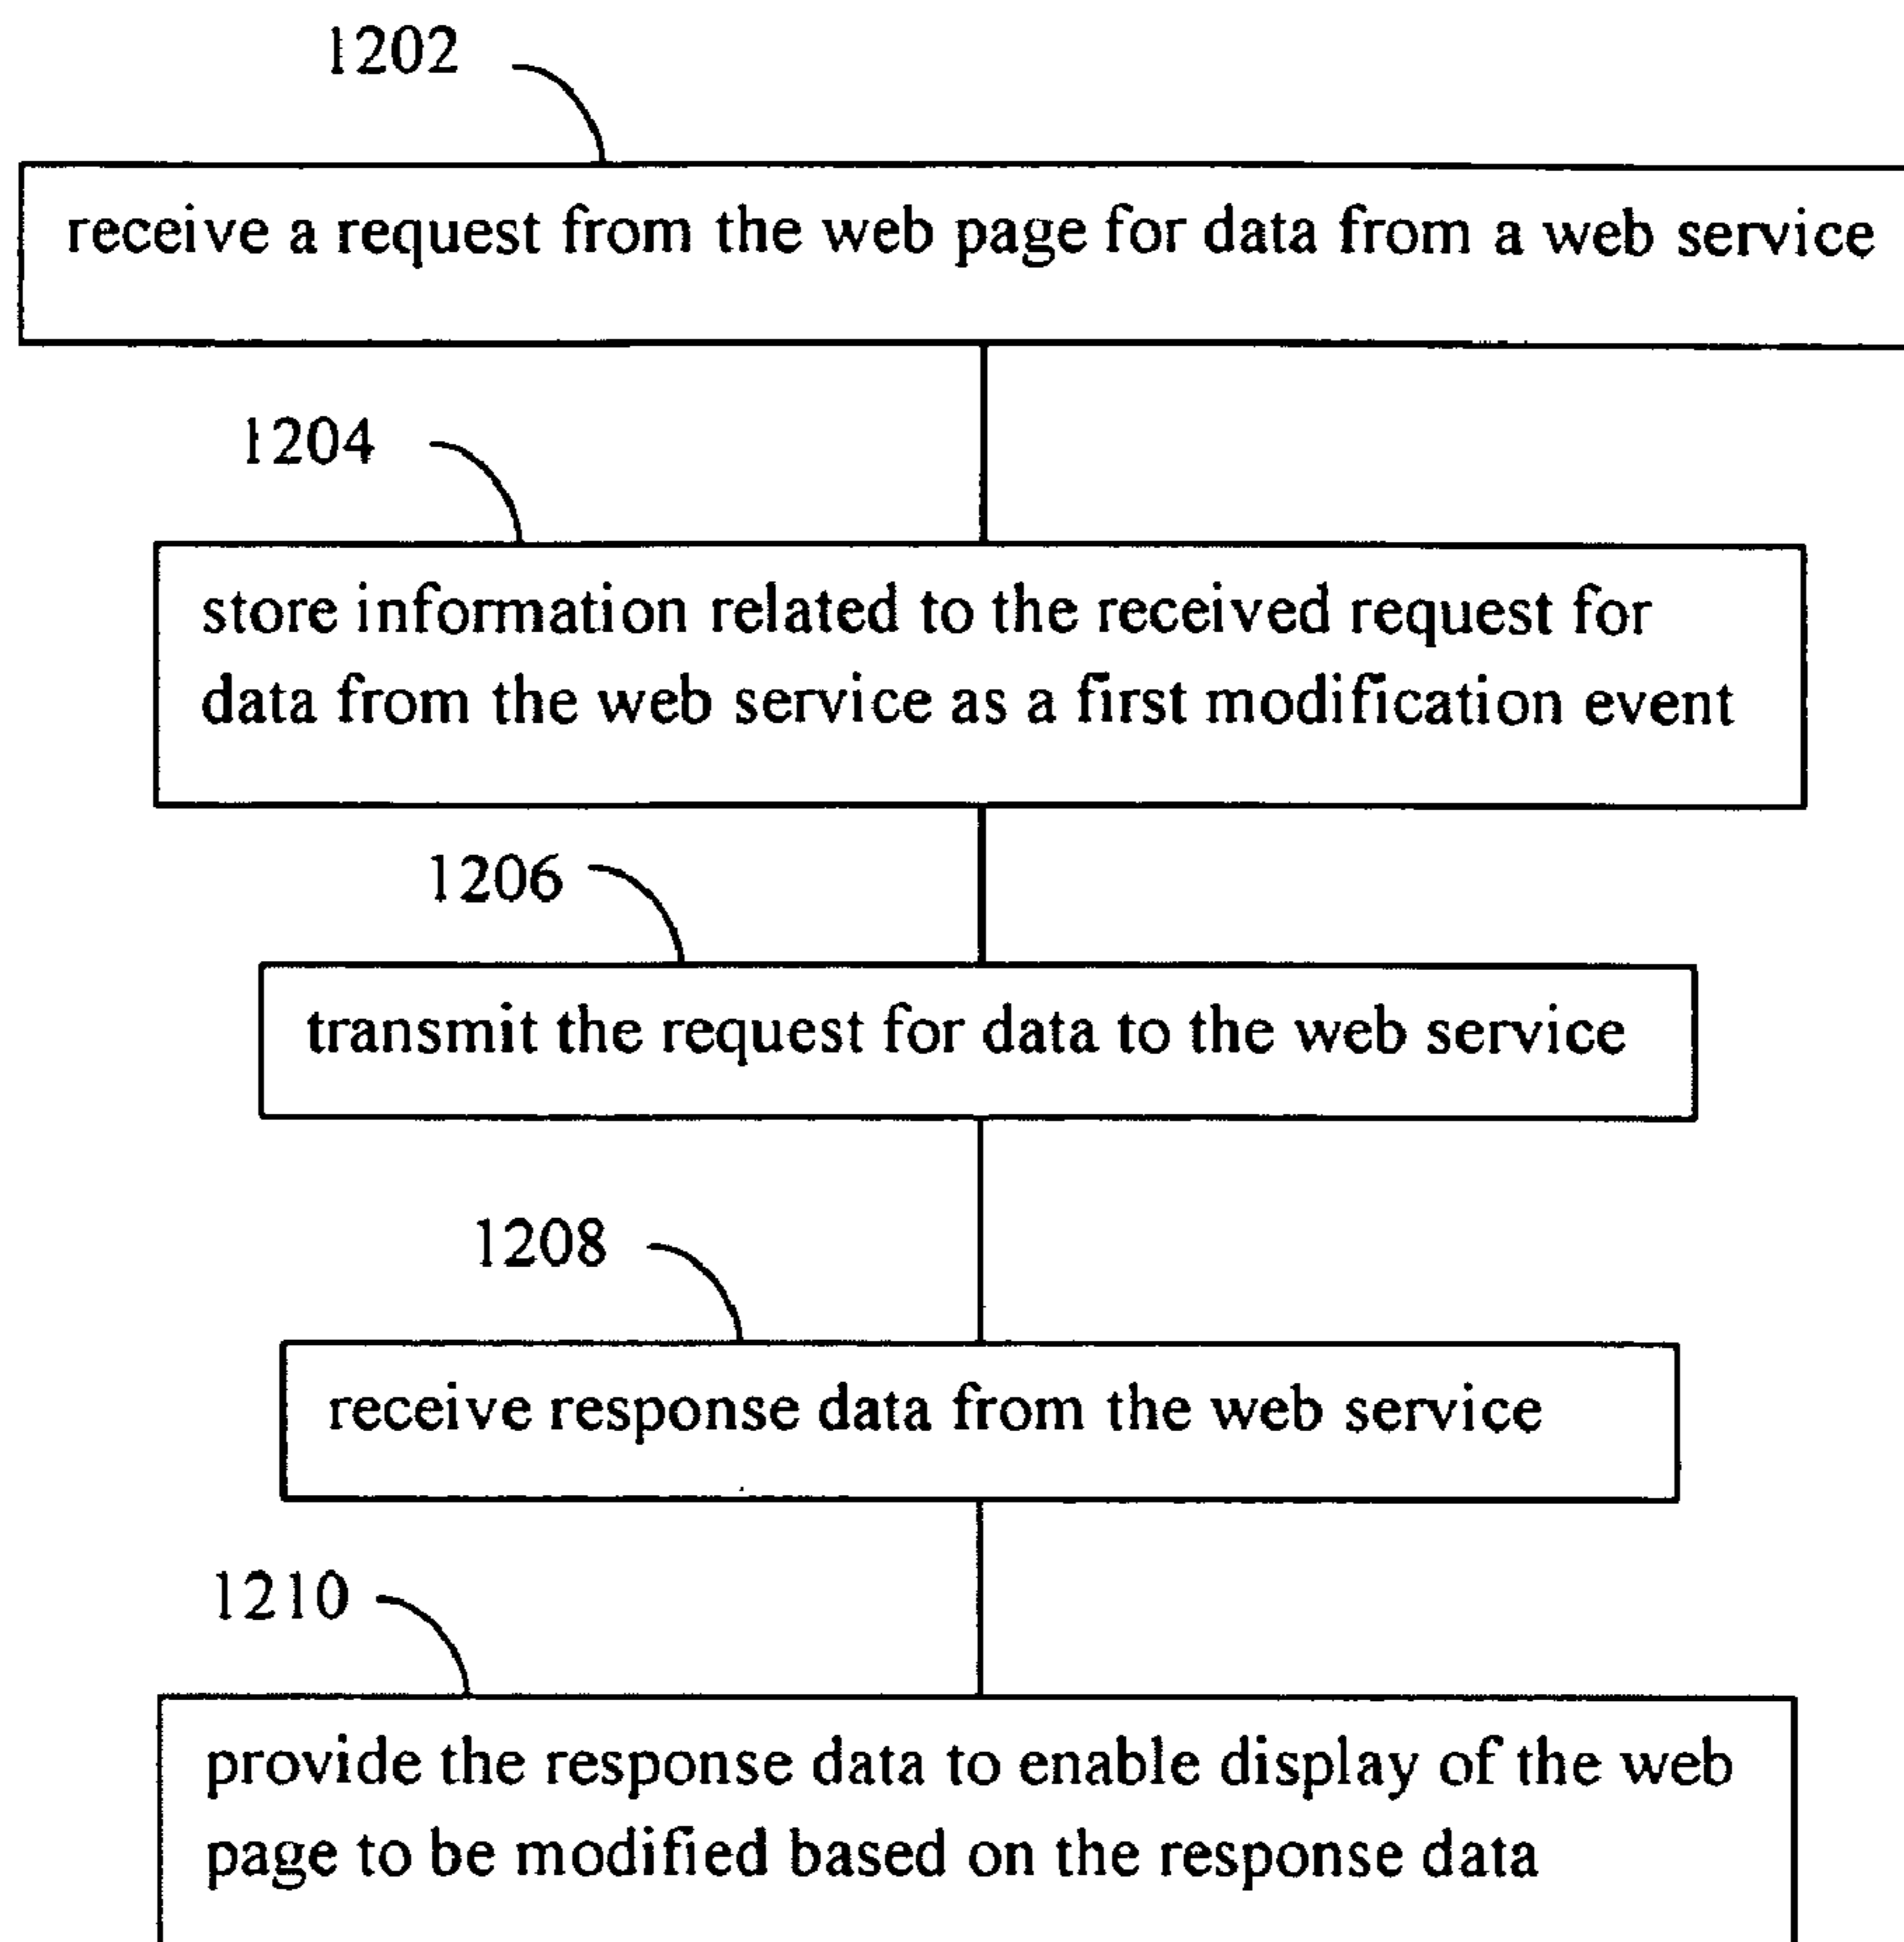 1202
receive a request from the web page for data from a web service
1204
store information related to the received request for
data from the web service as a first modification event
1206
transmit the request for data to the web service
1208
receive response data from the web service
1210
provide the response data to enable display of the web
page to be modified based on the response data